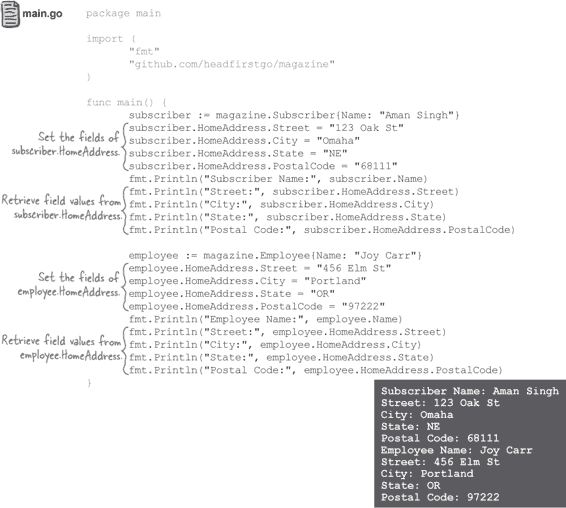 main.go
package main
import (
"fmt"
"github.com/headfirstgo/magazine"
)
func main() {
subscriber := magazine.Subscriber{Name: "Aman Singh"}
Set the fields of
subscriber.HomeAddress.
subscriber.HomeAddress.Street = "123 Oak St"
subscriber.HomeAddress.City = "Omaha"
subscriber.HomeAddress.State = "NE"
subscriber.HomeAddress.PostalCode = "68111"
fmt.Println("Subscriber Name:", subscriber.Name)
Retrieve field values from
subscriber.HomeAddress.
fmt.Println("Street:", subscriber.HomeAddress.Street)
fmt.Println("City:", subscriber.HomeAddress.City)
fmt.Println("State:", subscriber.HomeAddress.State)
fmt.Println("Postal Code:", subscriber.HomeAddress.PostalCode)
employee := magazine.Employee{Name: "Joy Carr"}
Set the fields of
employee.HomeAddress.
employee.HomeAddress.Street = "456 Elm St"
employee.HomeAddress.City = "Portland"
employee.HomeAddress.State = "OR"
employee.HomeAddress.PostalCode = "97222"
fmt.Println("Employee Name:", employee.Name)
Retrieve field values from
employee.HomeAddress.
fmt.Println("Street:", employee.HomeAddress.Street)
fmt.Println("City:", employee.HomeAddress.City)
fmt.Println("State:", employee.HomeAddress.State)
fmt.Println("Postal Code:", employee.HomeAddress.PostalCode)
}
Subscriber Name: Aman Singh
Street: 123 Oak St
City: Omaha
State: NE
Postal Code: 68111
Employee Name: Joy Carr
Street: 456 Elm St
City: Portland
State: OR
Postal Code: 97222